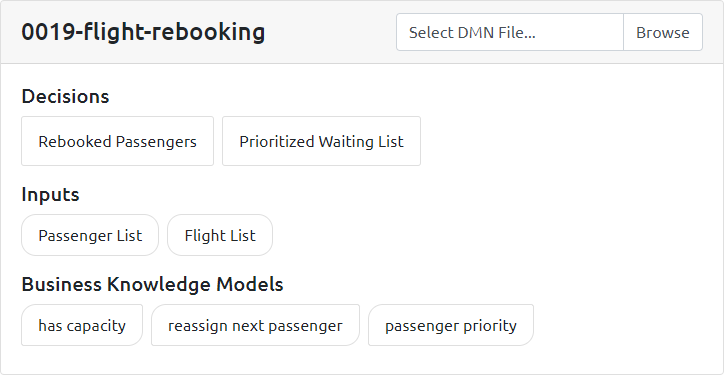 0019-flight-rebooking
Select DMN File... Browse
Decisions
Rebooked Passengers Prioritized Waiting List
Inputs
Passenger List Flight List
Business Knowledge Models
has capacity reassign next passenger passenger priority